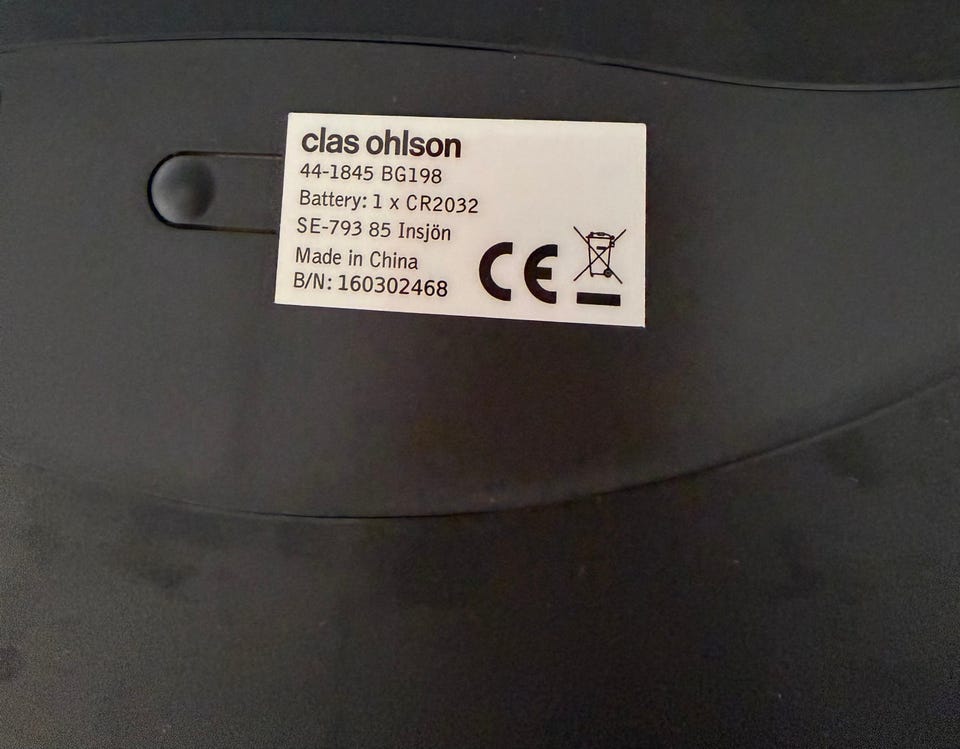 clas ohlson
44-1845 BG198
Battery: 1 x CR2032
SE-793 85 Insjön
Made in China
B/N: 160302468
CE